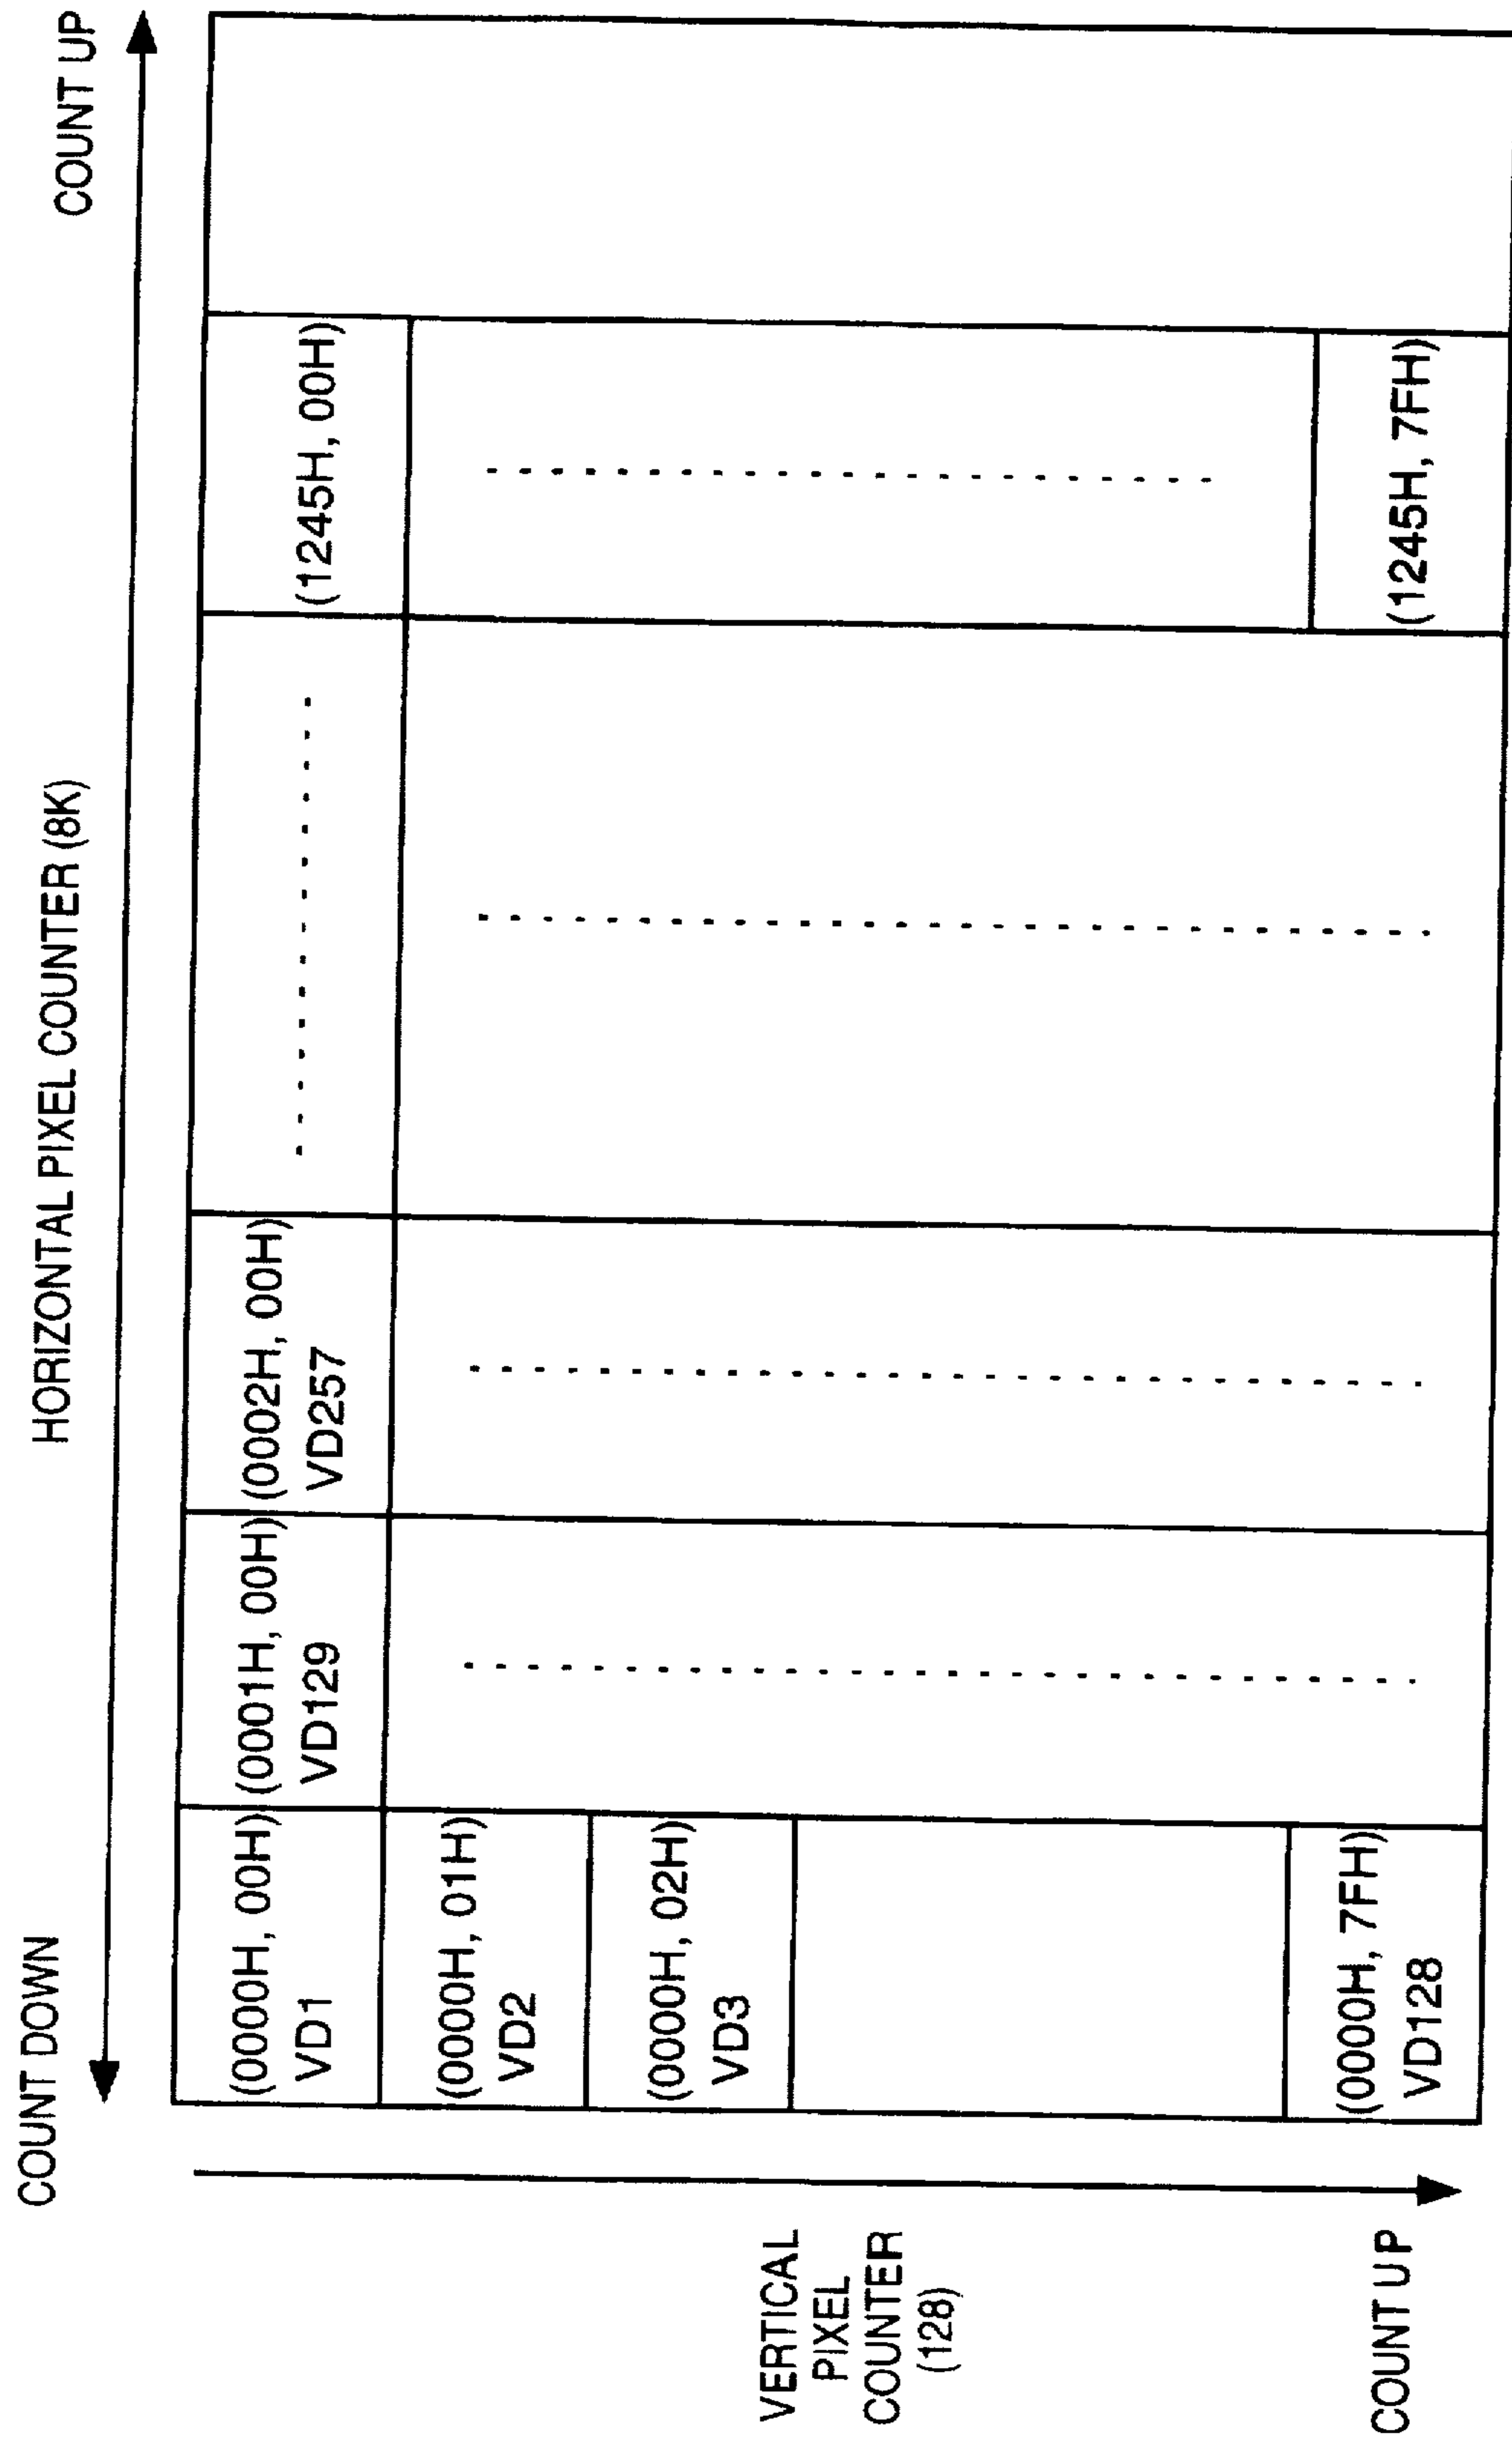 HORIZONTAL PIXEL COUNTER (8K)
COUNT DOWN
COUNT UP
(0000H, 00H)
VD1
(0001H, 00H)
VD129
(0002H, 00H)
VD257
(1245H, 00H)
(0000H, 01H)
VD2
(0000H, 02H)
VD3
(0000H, 7FH)
VD128
(1245H, 7FH)
VERTICAL
PIXEL
COUNTER
(128)
COUNT UP